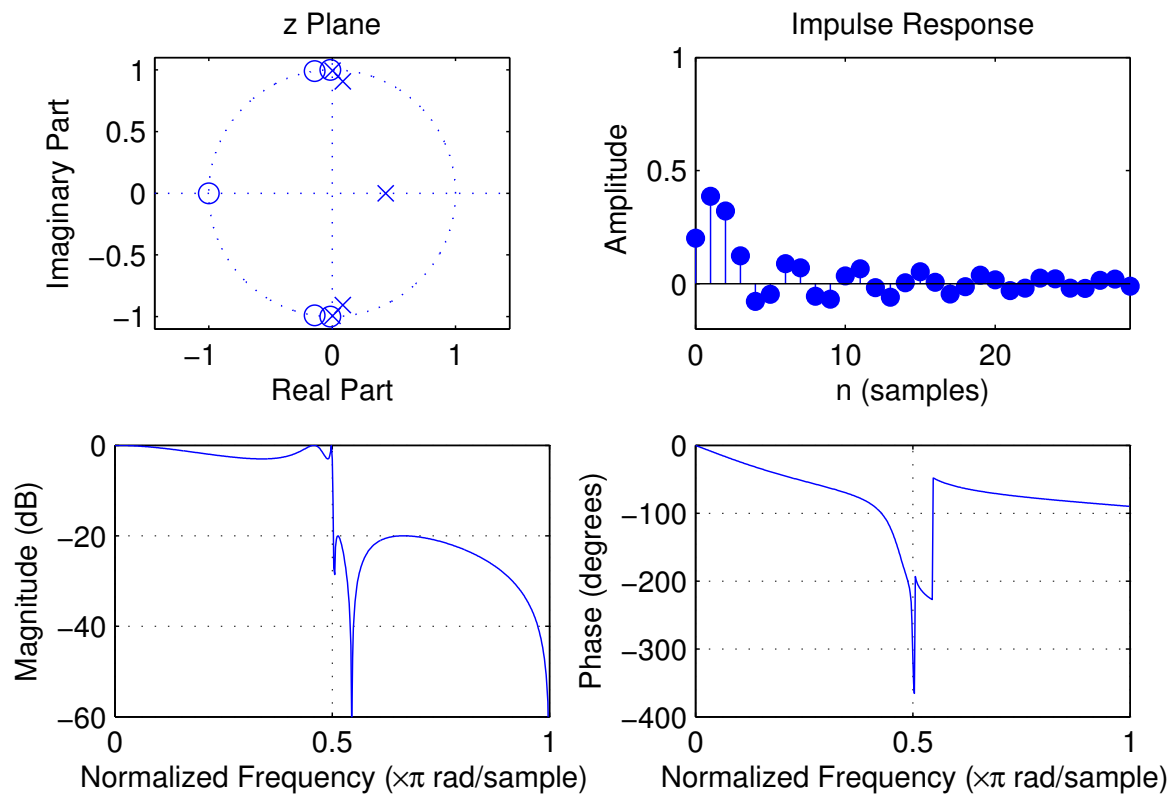 z Plane
Imaginary Part
1
0.5
0
−0.5
−1
−1
0
1
Real Part
Impulse Response
Amplitude
1
0.5
0
0
10
20
n (samples)
Magnitude (dB)
0
−20
−40
−60
0
0.5
1
Normalized Frequency (×π rad/sample)
Phase (degrees)
0
−100
−200
−300
−400
0
0.5
1
Normalized Frequency (×π rad/sample)